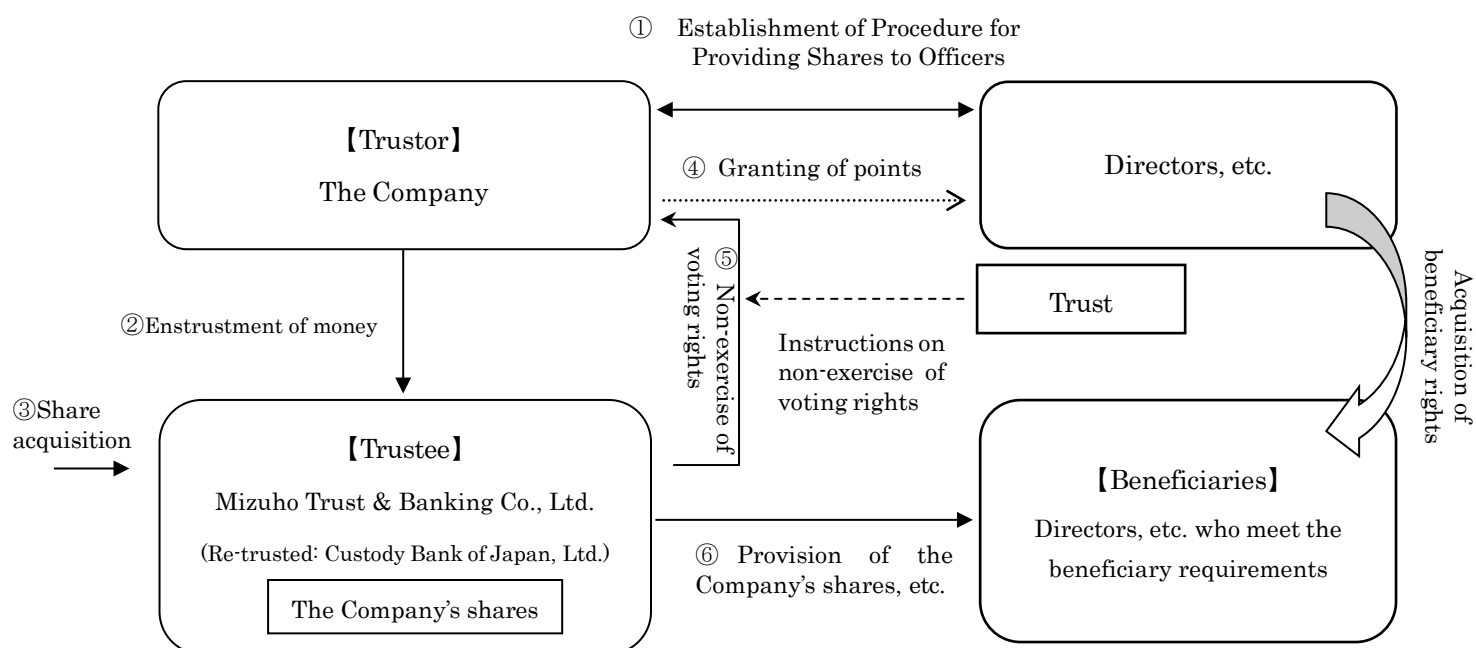 ① Establishment of Procedure for
Providing Shares to Officers
【Trustor】
The Company
④ Granting of points
Directors, etc.
②Enstrustment of money
⑤ Non-exercise of
voting rights
Trust
Instructions on
non-exercise of
voting rights
Acquisition of
beneficiary rights
③Share
acquisition
【Trustee】
Mizuho Trust & Banking Co., Ltd.
(Re-trusted: Custody Bank of Japan, Ltd.)
The Company’s shares
⑥ Provision of the
Company’s shares, etc.
【Beneficiaries】
Directors, etc. who meet the
beneficiary requirements